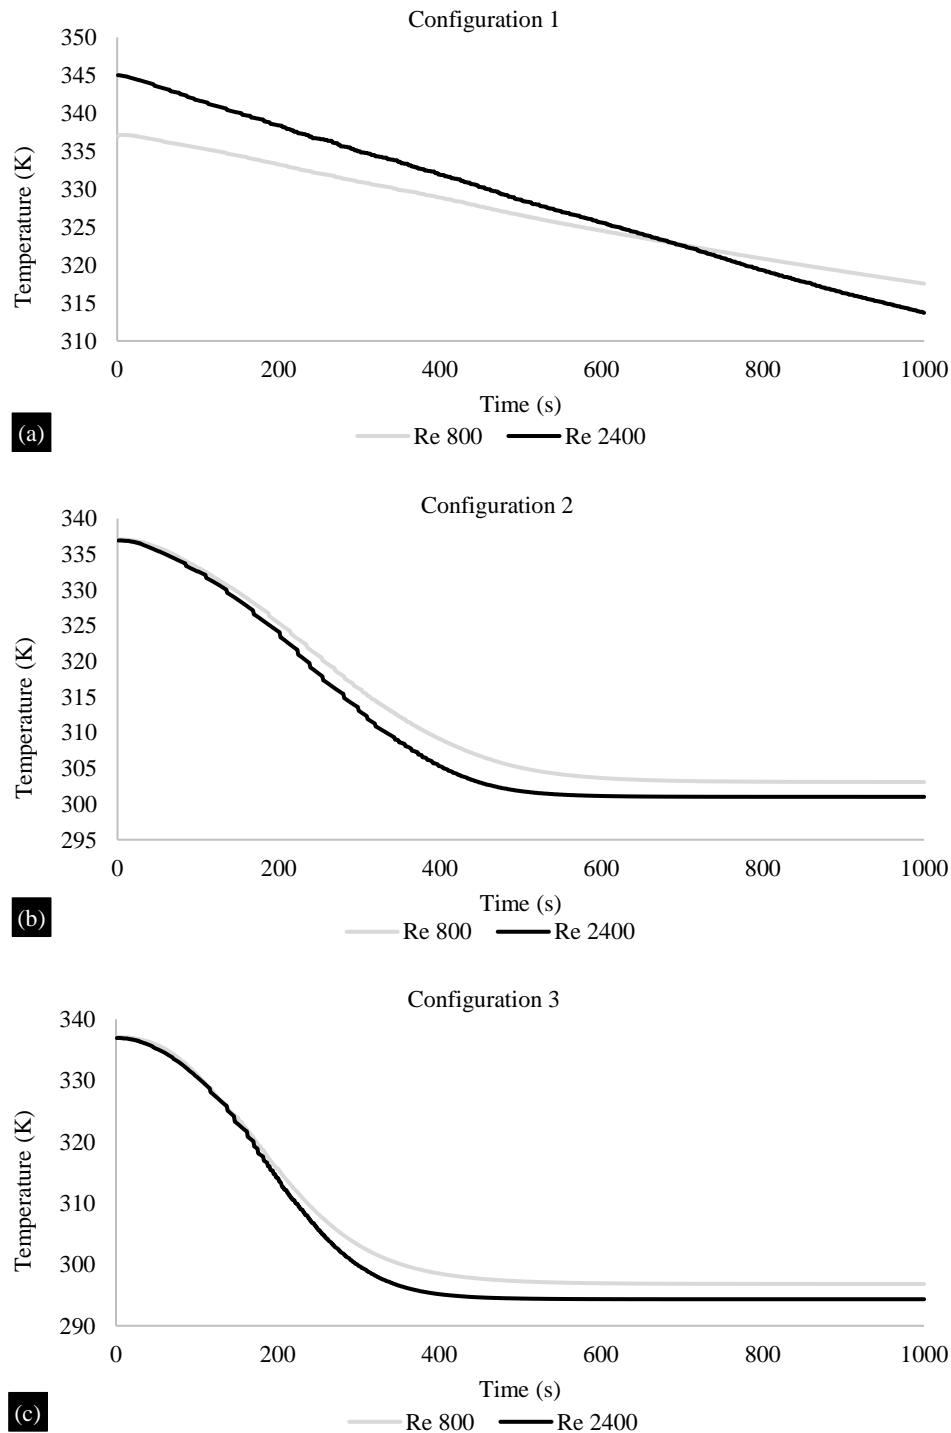 Configuration 1
350
345
340
335
330
325
320
315
310
Temperature (K)
0 200 400 600 800 1000
Time (s)
(a)
Re 800 Re 2400
Configuration 2
340
335
330
325
320
315
310
305
300
295
Temperature (K)
0 200 400 600 800 1000
Time (s)
(b)
Re 800 Re 2400
Configuration 3
340
330
320
310
300
290
Temperature (K)
0 200 400 600 800 1000
Time (s)
(c)
Re 800 Re 2400